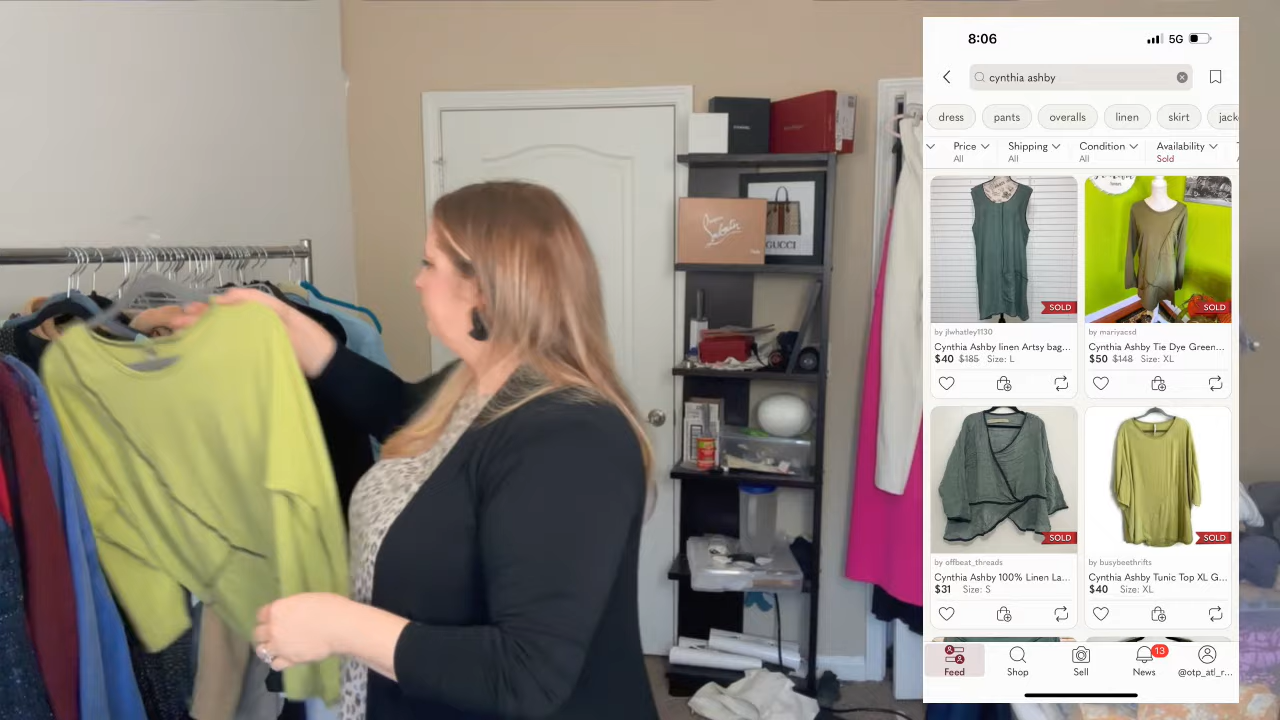 8:06
5G
cynthia ashby
dress
pants
overalls
linen
skirt
jack
Price
Shipping
Condition
Availability
All
All
All
Sold
SOLD
SOLD
by jlwhatley1130
by mariyacsd
Cynthia Ashby linen Artsy bag...
Cynthia Ashby Tie Dye Green...
$40 $185 Size: L
$50 $148 Size: XL
SOLD
SOLD
by offbeat_threads
by busybeethrifts
Cynthia Ashby 100% Linen La...
Cynthia Ashby Tunic Top XL G...
$31 Size: S
$40 Size: XL
13
Feed
Shop
Sell
News
@otp_atl_r...
GUCCI